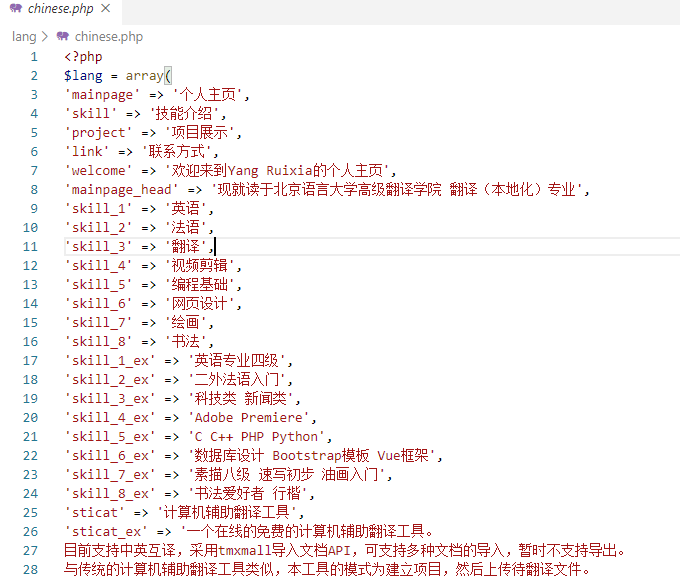 chinese.php ×
lang > chinese.php
1 <?php
2 $lang = array(
3 'mainpage' => '个人主页',
4 'skill' => '技能介绍',
5 'project' => '项目展示',
6 'link' => '联系方式',
7 'welcome' => '欢迎来到Yang Ruixia的个人主页',
8 'mainpage_head' => '现就读于北京语言大学高级翻译学院 翻译（本地化）专业',
9 'skill_1' => '英语',
10 'skill_2' => '法语',
11 'skill_3' => '翻译',
12 'skill_4' => '视频剪辑',
13 'skill_5' => '编程基础',
14 'skill_6' => '网页设计',
15 'skill_7' => '绘画',
16 'skill_8' => '书法',
17 'skill_1_ex' => '英语专业四级',
18 'skill_2_ex' => '二外法语入门',
19 'skill_3_ex' => '科技类 新闻类',
20 'skill_4_ex' => 'Adobe Premiere',
21 'skill_5_ex' => 'C C++ PHP Python',
22 'skill_6_ex' => '数据库设计 Bootstrap模板 Vue框架',
23 'skill_7_ex' => '素描八级 速写初步 油画入门',
24 'skill_8_ex' => '书法爱好者 行楷',
25 'sticat' => '计算机辅助翻译工具',
26 'sticat_ex' => '一个在线的免费的计算机辅助翻译工具。
27 目前支持中英互译，采用tmxmall导入文档API，可支持多种文档的导入，暂时不支持导出。
28 与传统的计算机辅助翻译工具类似，本工具的模式为建立项目，然后上传待翻译文件。